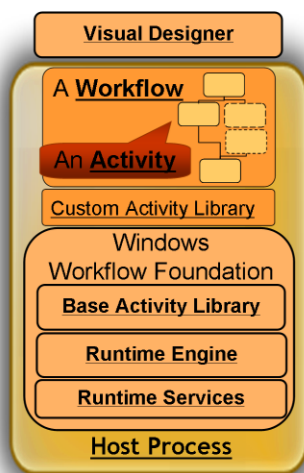 Visual Designer
A Workflow
An Activity
Custom Activity Library
Windows
Workflow Foundation
Base Activity Library
Runtime Engine
Runtime Services
Host Process